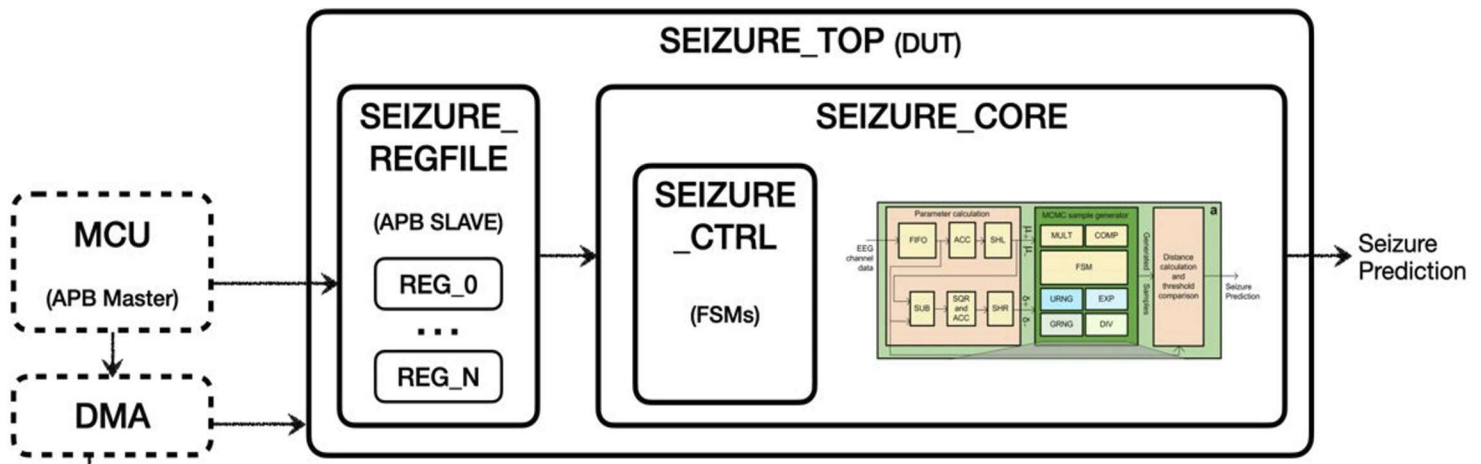 SEIZURE_TOP (DUT)
SEIZURE_
REGFILE
(APB SLAVE)
REG_0
...
REG_N
MCU
(APB Master)
DMA
SEIZURE_CORE
SEIZURE
_CTRL
(FSMs)
a
Parameter calculation
FIFO
ACC
SHL
EEG
channel
data
SUB
SQR
and
ACC
SHR
MCMC sample generator
MULT
COMP
FSM
URNG
EXP
GRNG
DIV
Generated Samples
Distance
calculation
and
threshold
comparison
Seizure
Prediction
Seizure
Prediction